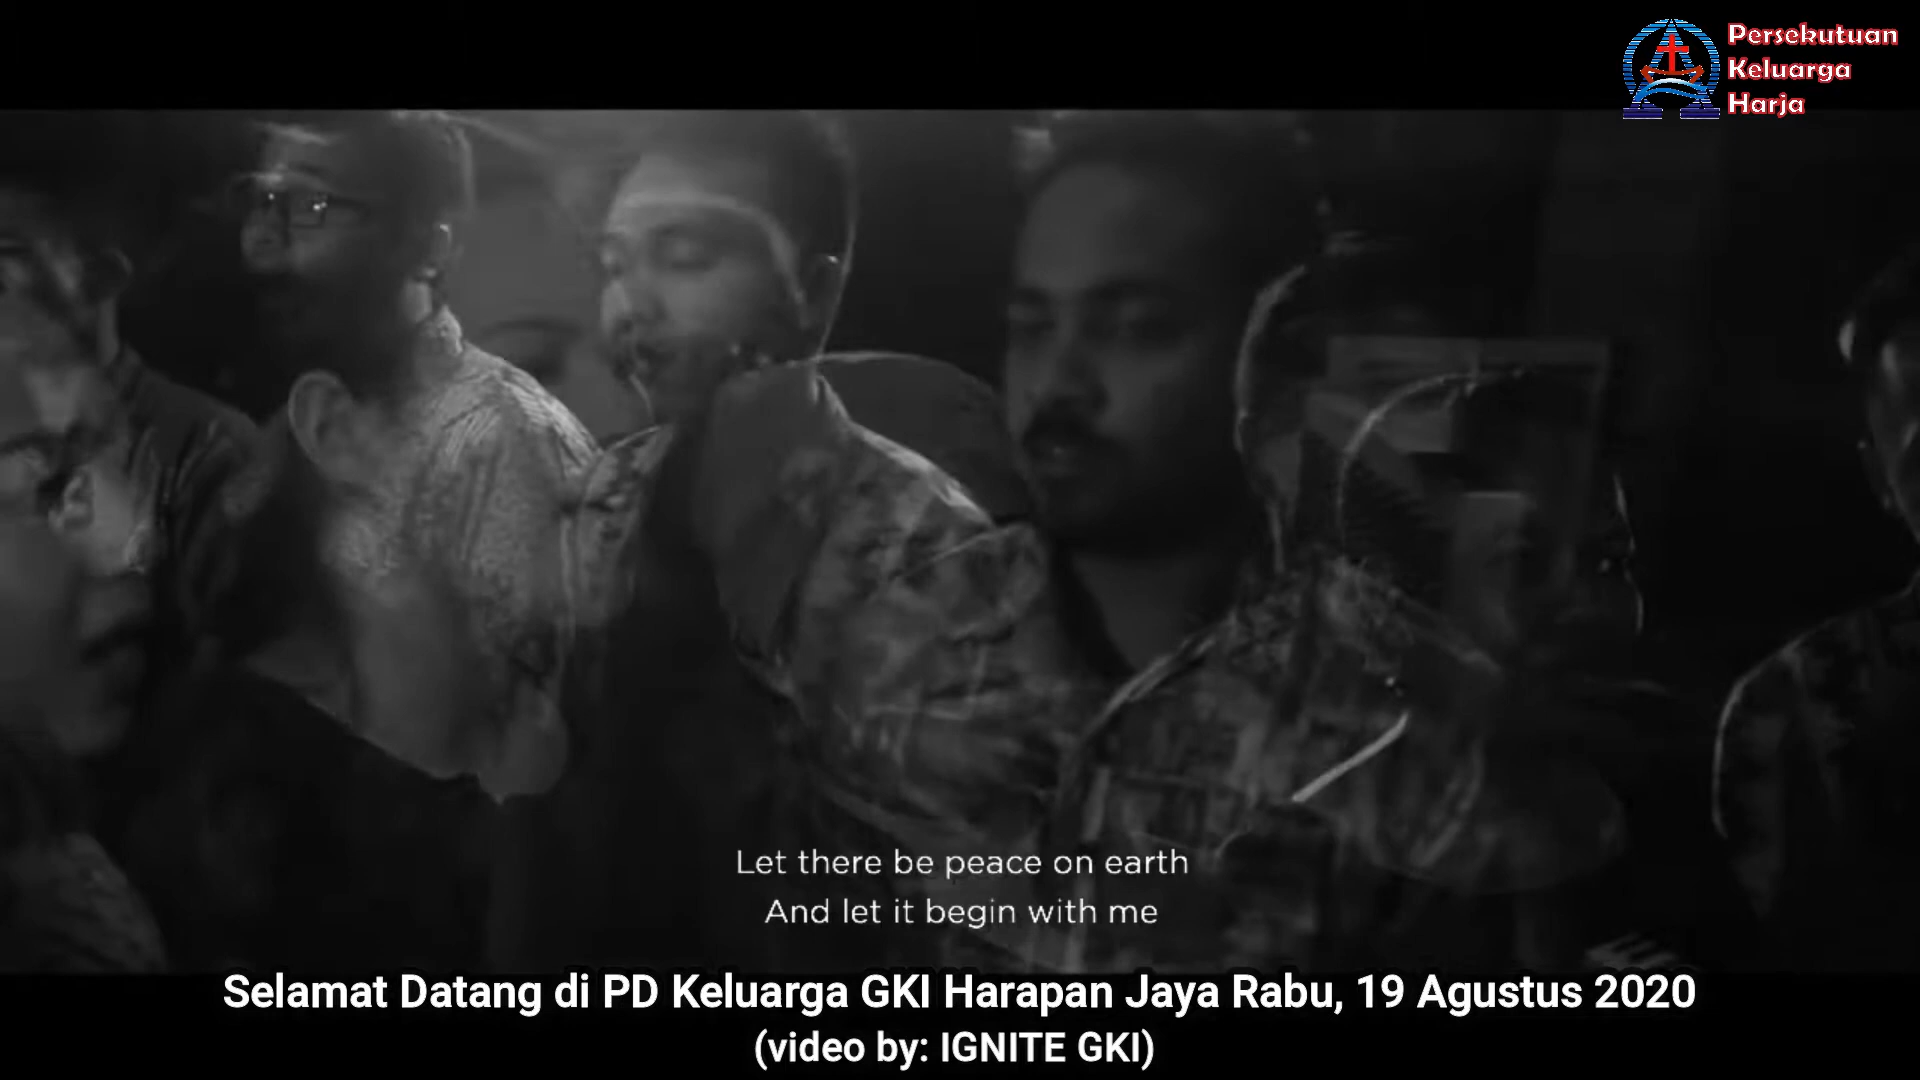 Persekutuan
Keluarga
Harja
Let there be peace on earth
And let it begin with me
Selamat Datang di PD Keluarga GKI Harapan Jaya Rabu, 19 Agustus 2020
(video by: IGNITE GKI)